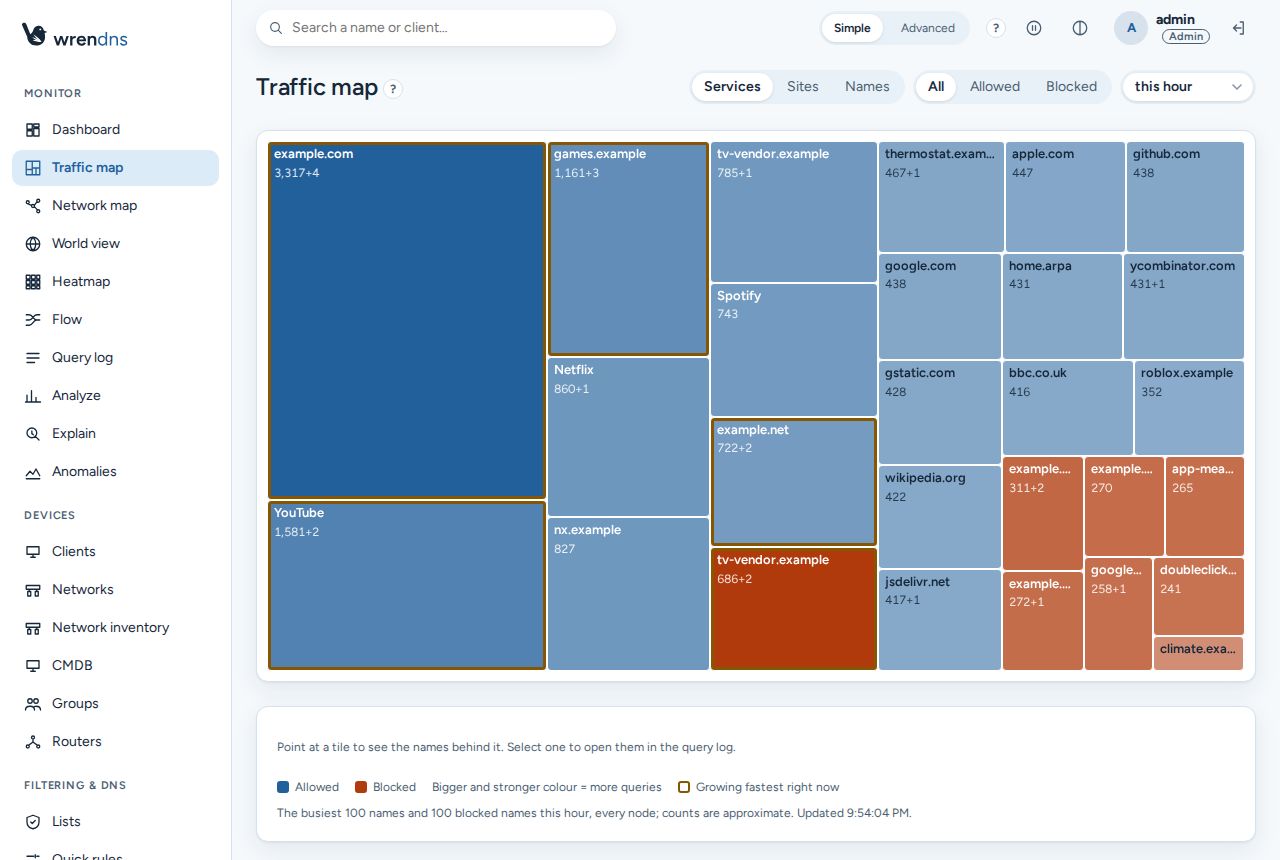 wrendns
Search a name or client...
Simple
Advanced
?
A
admin
Admin
MONITOR
Dashboard
Traffic map
Network map
World view
Heatmap
Flow
Query log
Analyze
Explain
Anomalies
DEVICES
Clients
Networks
Network inventory
CMDB
Groups
Routers
FILTERING & DNS
Lists
Quick rules
Traffic map ?
Services
Sites
Names
All
Allowed
Blocked
this hour
example.com
3,317+4
YouTube
1,581+2
games.example
1,161+3
Netflix
860+1
nx.example
827
tv-vendor.example
785+1
Spotify
743
example.net
722+2
tv-vendor.example
686+2
thermostat.exam...
467+1
apple.com
447
github.com
438
google.com
438
home.arpa
431
ycombinator.com
431+1
gstatic.com
428
bbc.co.uk
416
roblox.example
352
wikipedia.org
422
jsdelivr.net
417+1
example....
311+2
example....
270
app-mea...
265
example....
272+1
google...
258+1
doubleclick...
241
climate.exa...
Point at a tile to see the names behind it. Select one to open them in the query log.
Allowed
Blocked
Bigger and stronger colour = more queries
Growing fastest right now
The busiest 100 names and 100 blocked names this hour, every node; counts are approximate. Updated 9:54:04 PM.